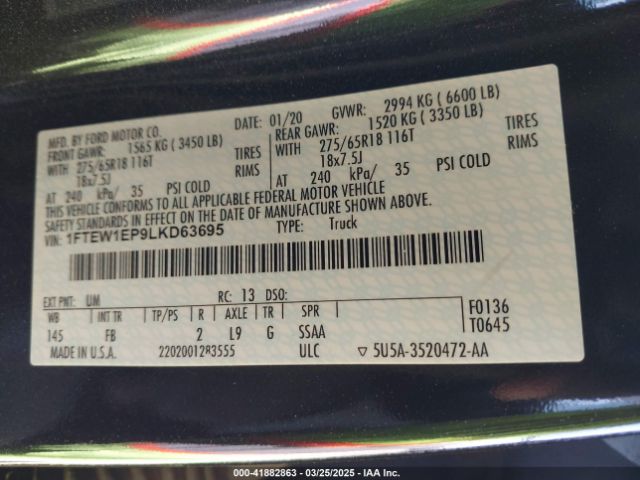 MFD. BY FORD MOTOR CO.
DATE: 01/20 GVWR: 2994 KG ( 6600 LB)
FRONT GAWR: 1565 KG ( 3450 LB)
REAR GAWR: 1520 KG ( 3350 LB)
WITH 275/65R18 116T TIRES
WITH 275/65R18 116T TIRES
18x7.5J RIMS
18x7.5J RIMS
AT 240 kPa/ 35 PSI COLD
AT 240 kPa/ 35 PSI COLD
THIS VEHICLE CONFORMS TO ALL APPLICABLE FEDERAL MOTOR VEHICLE
SAFETY STANDARDS IN EFFECT ON THE DATE OF MANUFACTURE SHOWN ABOVE.
VIN: 1FTEW1EP9LKD63695 TYPE: Truck
EXT PNT: UM RC: 13 DSO:
WB INT TR TP/PS R AXLE TR SPR
145 FB 2 L9 G SSAA
F0136
T0645
MADE IN U.S.A. 2202001283555 ULC ▽ 5U5A-3520472-AA
0-41882863 • 03/25/2025 • IAA Inc.